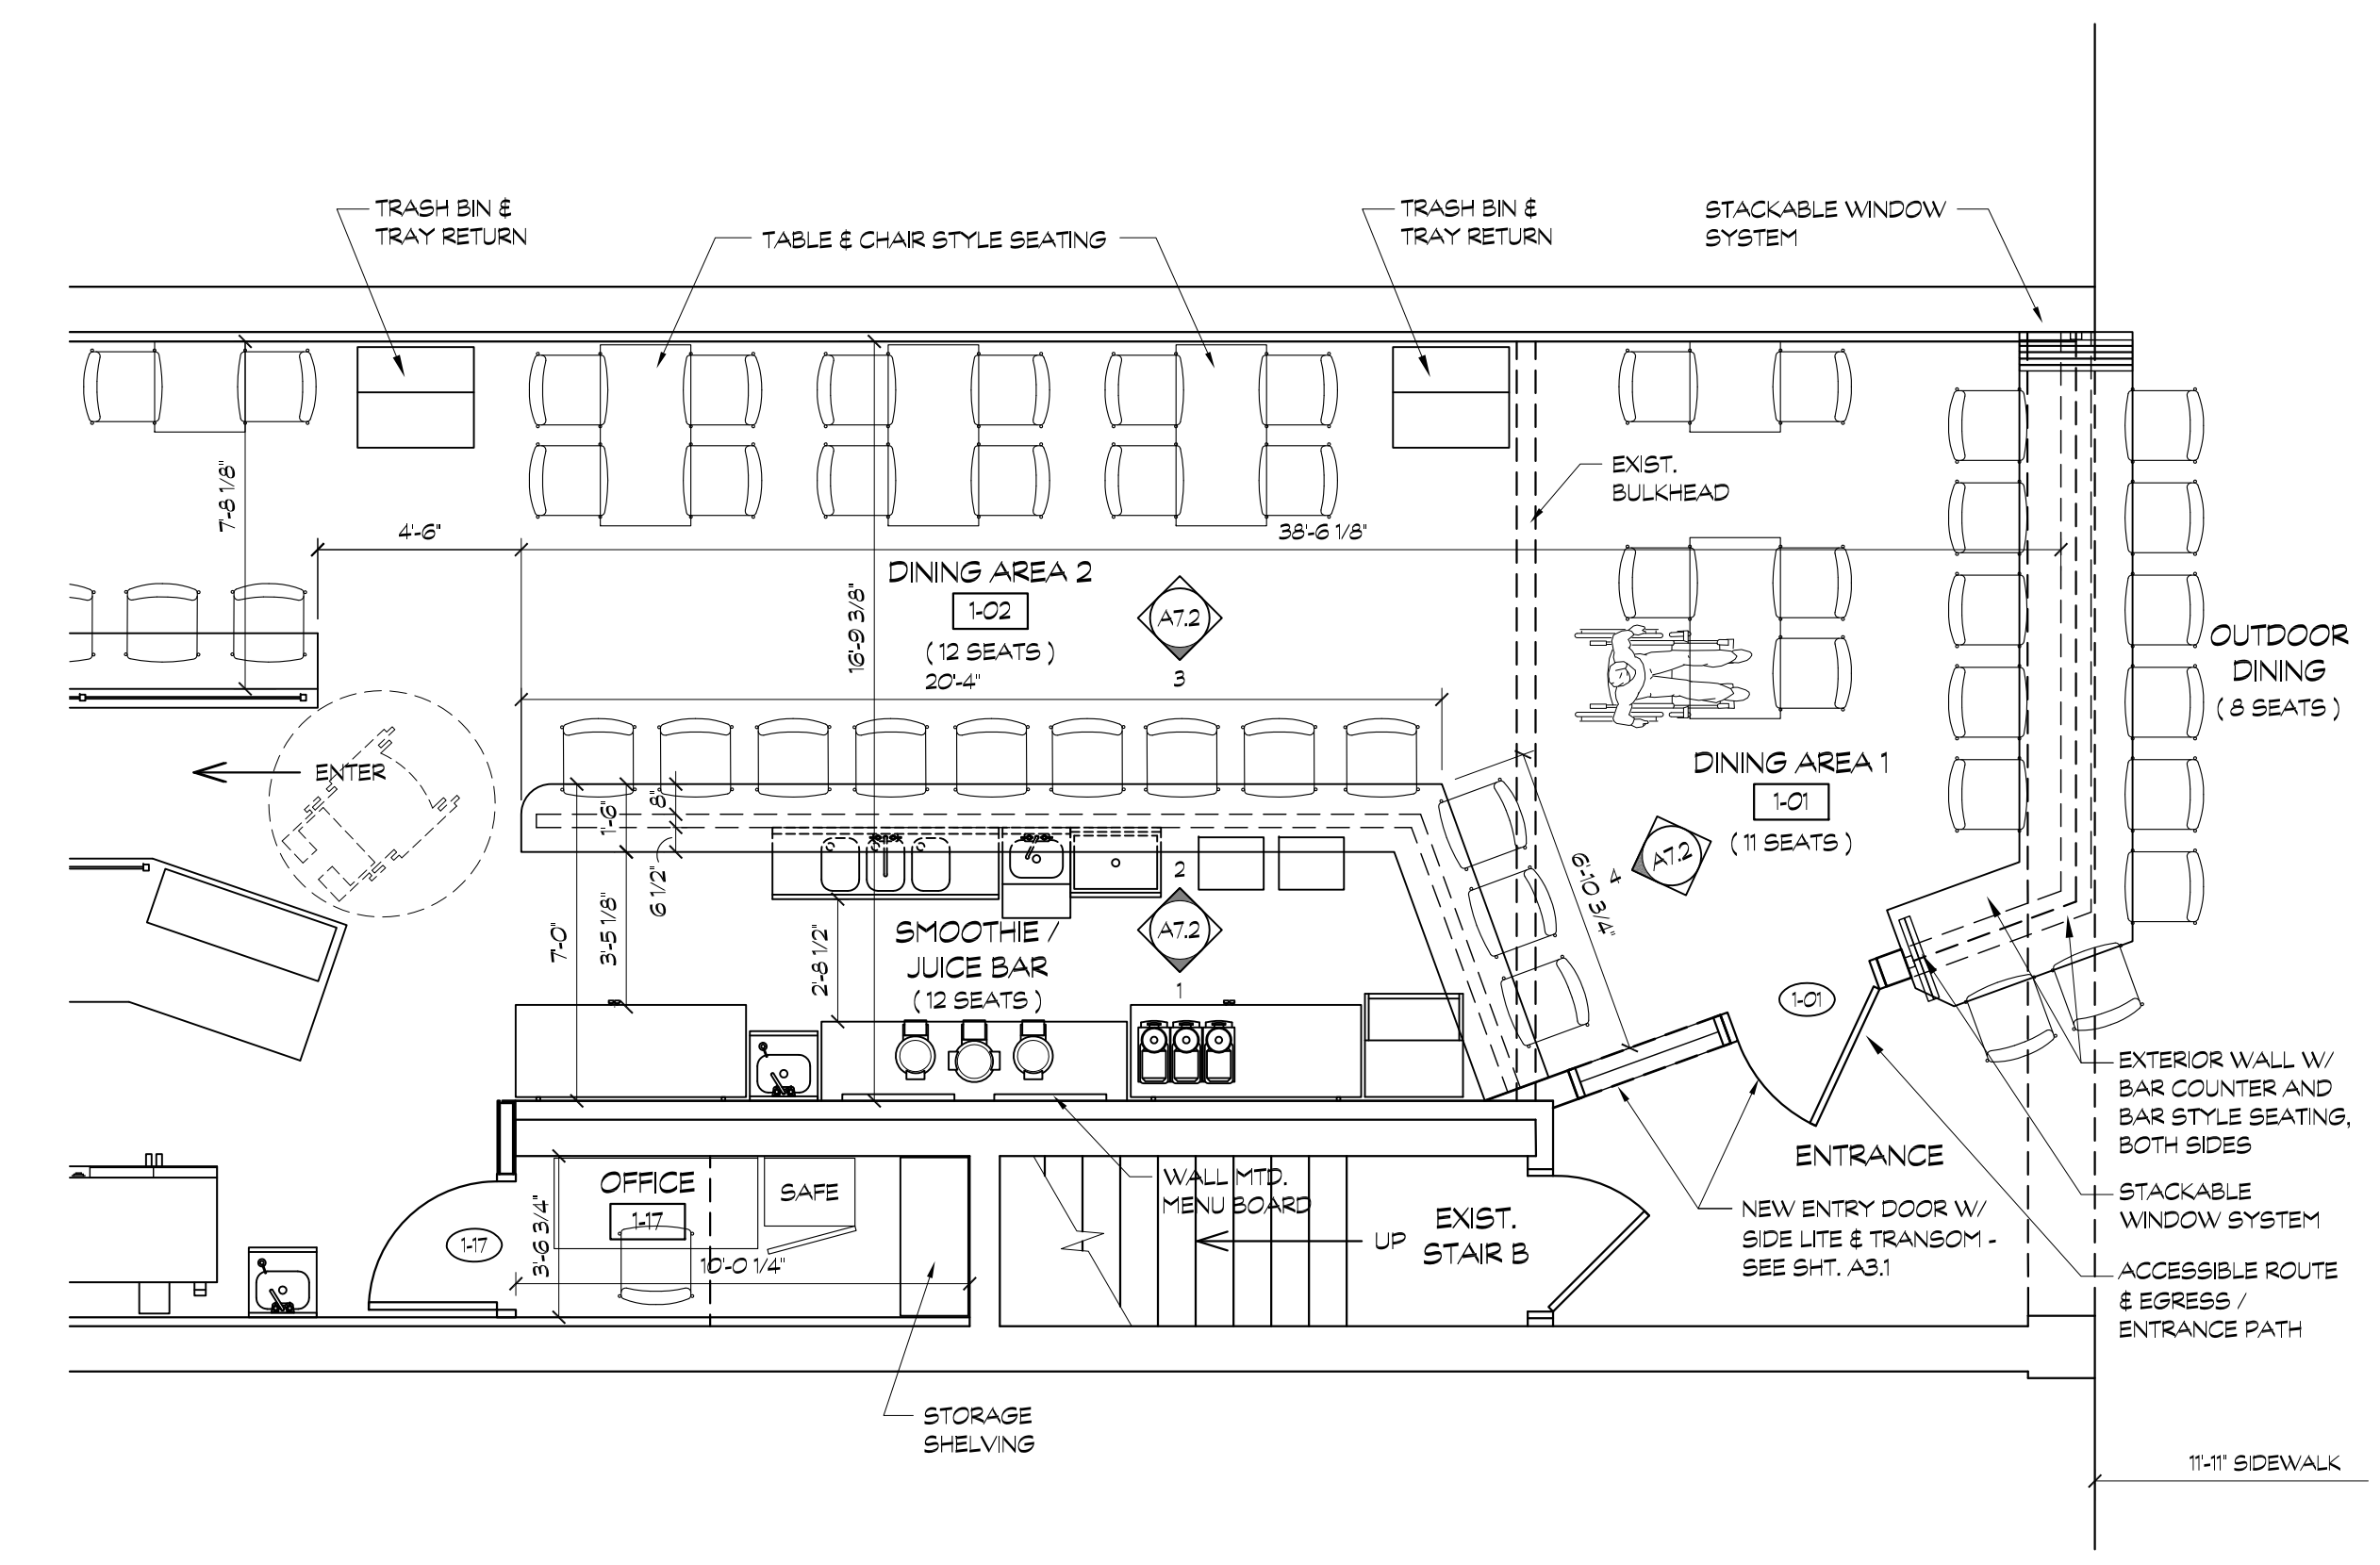 TRASH BIN &
TRAY RETURN
TABLE & CHAIR STYLE SEATING
TRASH BIN &
TRAY RETURN
STACKABLE WINDOW
SYSTEM
7'-8 1/8"
4'-6"
38'-6 1/8"
EXIST.
BULKHEAD
DINING AREA 2
1-02
( 12 SEATS )
20'-4"
16'-9 3/8"
A7.2
3
OUTDOOR
DINING
( 8 SEATS )
ENTER
DINING AREA 1
1-01
( 11 SEATS )
A7.2
4
6'-10 3/4"
1'-6"
8"
6 1/2"
7'-0"
3'-5 1/8"
2'-8 1/2"
SMOOTHIE /
JUICE BAR
( 12 SEATS )
2
A7.2
1
1-01
EXTERIOR WALL W/
BAR COUNTER AND
BAR STYLE SEATING,
BOTH SIDES
ENTRANCE
STACKABLE
WINDOW SYSTEM
NEW ENTRY DOOR W/
SIDE LITE & TRANSOM -
SEE SHT. A3.1
ACCESSIBLE ROUTE
& EGRESS /
ENTRANCE PATH
OFFICE
1-17
SAFE
3'-6 3/4"
10'-0 1/4"
1-17
WALL MTD.
MENU BOARD
UP
EXIST.
STAIR B
STORAGE
SHELVING
11'-11" SIDEWALK